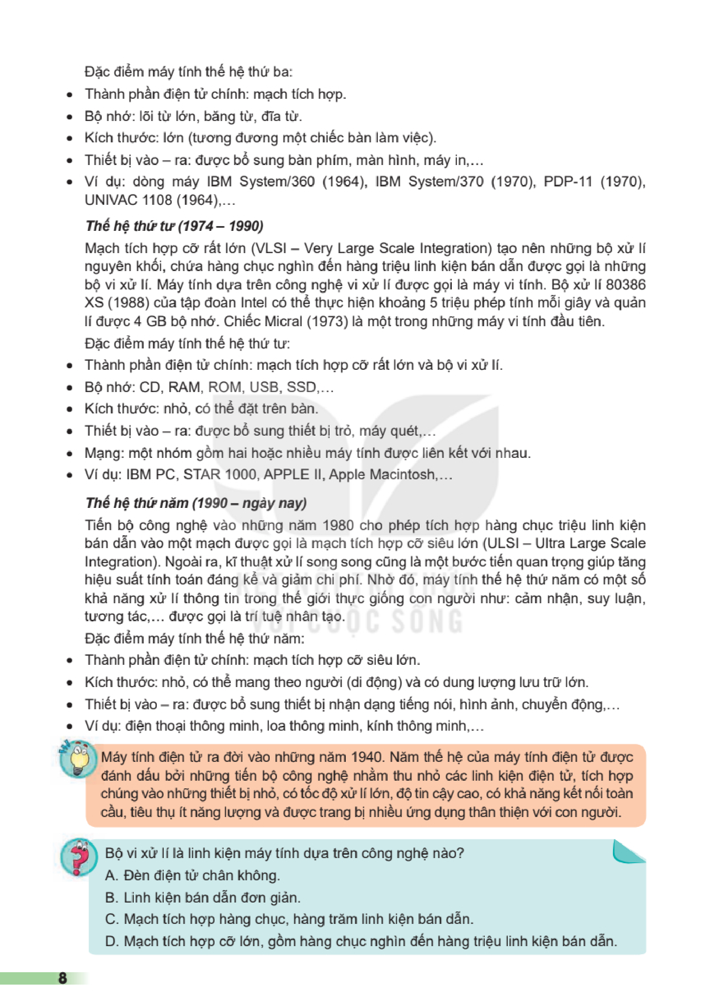 Đặc điểm máy tính thế hệ thứ ba:
• Thành phần điện tử chính: mạch tích hợp.
• Bộ nhớ: lõi từ lớn, băng từ, đĩa từ.
• Kích thước: lớn (tương đương một chiếc bàn làm việc).
• Thiết bị vào – ra: được bổ sung bàn phím, màn hình, máy in,...
• Ví dụ: dòng máy IBM System/360 (1964), IBM System/370 (1970), PDP-11 (1970),
UNIVAC 1108 (1964),...
Thế hệ thứ tư (1974 – 1990)
Mạch tích hợp cỡ rất lớn (VLSI – Very Large Scale Integration) tạo nên những bộ xử lí
nguyên khối, chứa hàng chục nghìn đến hàng triệu linh kiện bán dẫn được gọi là những
bộ vi xử lí. Máy tính dựa trên công nghệ vi xử lí được gọi là máy vi tính. Bộ xử lí 80386
XS (1988) của tập đoàn Intel có thể thực hiện khoảng 5 triệu phép tính mỗi giây và quản
lí được 4 GB bộ nhớ. Chiếc Micral (1973) là một trong những máy vi tính đầu tiên.
Đặc điểm máy tính thế hệ thứ tư:
• Thành phần điện tử chính: mạch tích hợp cỡ rất lớn và bộ vi xử lí.
• Bộ nhớ: CD, RAM, ROM, USB, SSD,...
• Kích thước: nhỏ, có thể đặt trên bàn.
• Thiết bị vào – ra: được bổ sung thiết bị trỏ, máy quét,...
• Mạng: một nhóm gồm hai hoặc nhiều máy tính được liên kết với nhau.
• Ví dụ: IBM PC, STAR 1000, APPLE II, Apple Macintosh,...
Thế hệ thứ năm (1990 – ngày nay)
Tiến bộ công nghệ vào những năm 1980 cho phép tích hợp hàng chục triệu linh kiện
bán dẫn vào một mạch được gọi là mạch tích hợp cỡ siêu lớn (ULSI – Ultra Large Scale
Integration). Ngoài ra, kĩ thuật xử lí song song cũng là một bước tiến quan trọng giúp tăng
hiệu suất tính toán đáng kể và giảm chi phí. Nhờ đó, máy tính thế hệ thứ năm có một số
khả năng xử lí thông tin trong thế giới thực giống con người như: cảm nhận, suy luận,
tương tác,... được gọi là trí tuệ nhân tạo.
KẾT NỐI TRI THỨC
VỚI CUỘC SỐNG
Đặc điểm máy tính thế hệ thứ năm:
• Thành phần điện tử chính: mạch tích hợp cỡ siêu lớn.
• Kích thước: nhỏ, có thể mang theo người (di động) và có dung lượng lưu trữ lớn.
• Thiết bị vào – ra: được bổ sung thiết bị nhận dạng tiếng nói, hình ảnh, chuyển động,...
• Ví dụ: điện thoại thông minh, loa thông minh, kính thông minh,...
Máy tính điện tử ra đời vào những năm 1940. Năm thế hệ của máy tính điện tử được
đánh dấu bởi những tiến bộ công nghệ nhằm thu nhỏ các linh kiện điện tử, tích hợp
chúng vào những thiết bị nhỏ, có tốc độ xử lí lớn, độ tin cậy cao, có khả năng kết nối toàn
cầu, tiêu thụ ít năng lượng và được trang bị nhiều ứng dụng thân thiện với con người.
?
Bộ vi xử lí là linh kiện máy tính dựa trên công nghệ nào?
A. Đèn điện tử chân không.
B. Linh kiện bán dẫn đơn giản.
C. Mạch tích hợp hàng chục, hàng trăm linh kiện bán dẫn.
D. Mạch tích hợp cỡ lớn, gồm hàng chục nghìn đến hàng triệu linh kiện bán dẫn.
8